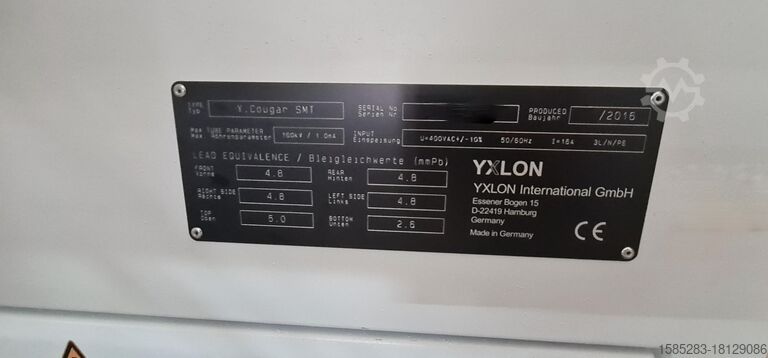 TYPE
Typ
Y.Cougar SMT
SERIAL No
Serien Nr
PRODUCED
Baujahr
/2016
Max TUBE PARAMETER
Max Röhrenparameter
160kV / 1.0mA
INPUT
Einspeisung
U=400VAC+/-10% 50/60Hz I=16A 3L/N/PE
LEAD EQUIVALENCE / Bleigleichwerte (mmPb)
FRONT
Vorne
4.8
REAR
Hinten
4.8
RIGHT SIDE
Rechts
4.8
LEFT SIDE
Links
4.8
TOP
Oben
5.0
BOTTOM
Unten
YXLON
YXLON International GmbH
Essener Bogen 15
D-22419 Hamburg
Germany
Made in Germany
CE
1585283-18129086